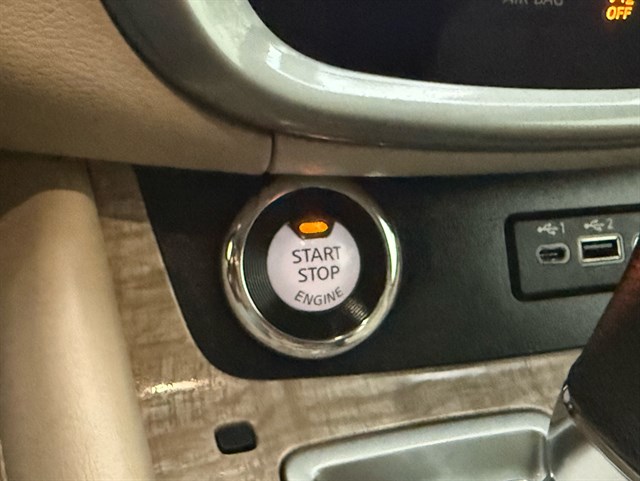 AIR BAG
OFF
START
STOP
ENGINE
1
2